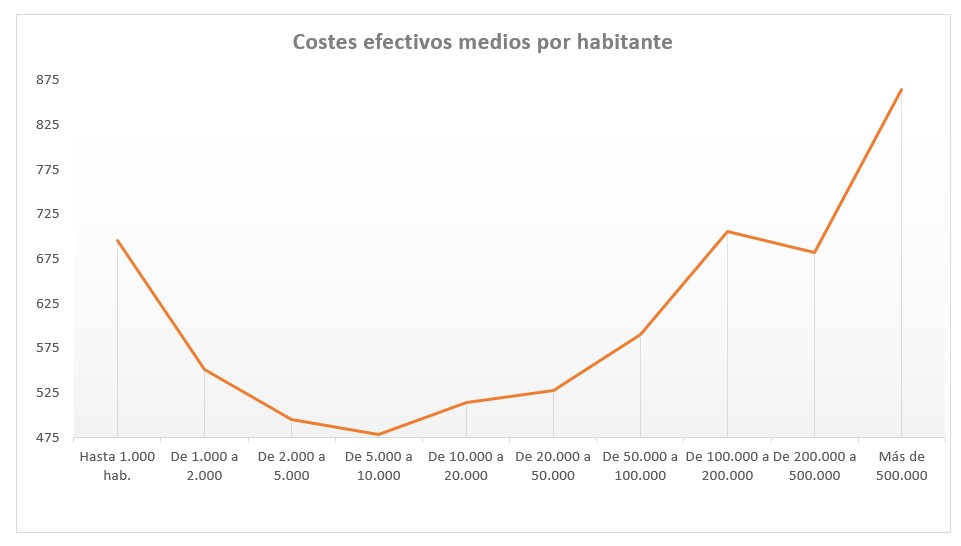 Costes efectivos medios por habitante
875
825
775
725
675
625
575
525
475
Hasta 1.000 hab.
De 1.000 a 2.000
De 2.000 a 5.000
De 5.000 a 10.000
De 10.000 a 20.000
De 20.000 a 50.000
De 50.000 a 100.000
De 100.000 a 200.000
De 200.000 a 500.000
Más de 500.000